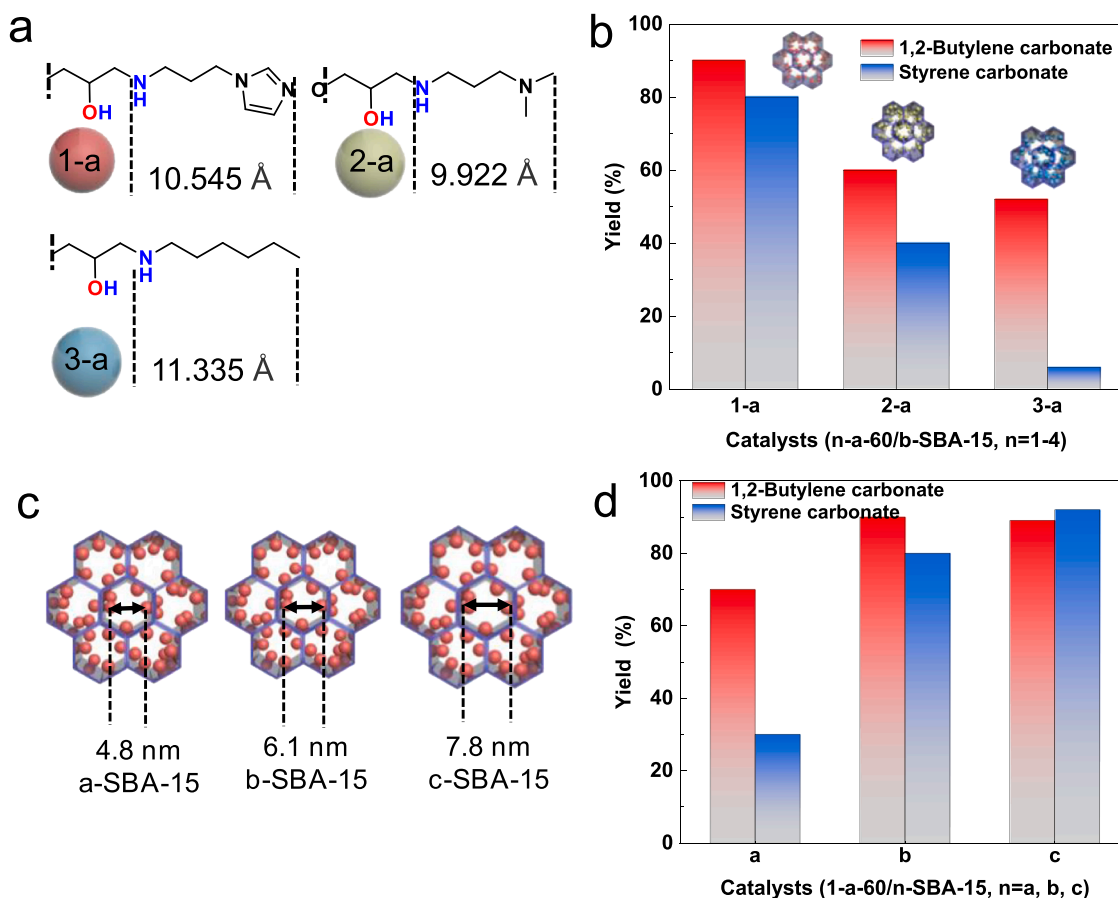 a
H
N
OH
N
N
1-a
10.545 Å
O
H
N
OH
N
2-a
9.922 Å
N
H
OH
3-a
11.335 Å
b
1,2-Butylene carbonate
Styrene carbonate
100
80
60
40
20
0
Yield (%)
1-a 2-a 3-a
Catalysts (n-a-60/b-SBA-15, n=1-4)
c
4.8 nm 6.1 nm 7.8 nm
a-SBA-15 b-SBA-15 c-SBA-15
d
1,2-Butylene carbonate
Styrene carbonate
100
80
60
40
20
0
Yield (%)
a b c
Catalysts (1-a-60/n-SBA-15, n=a, b, c)